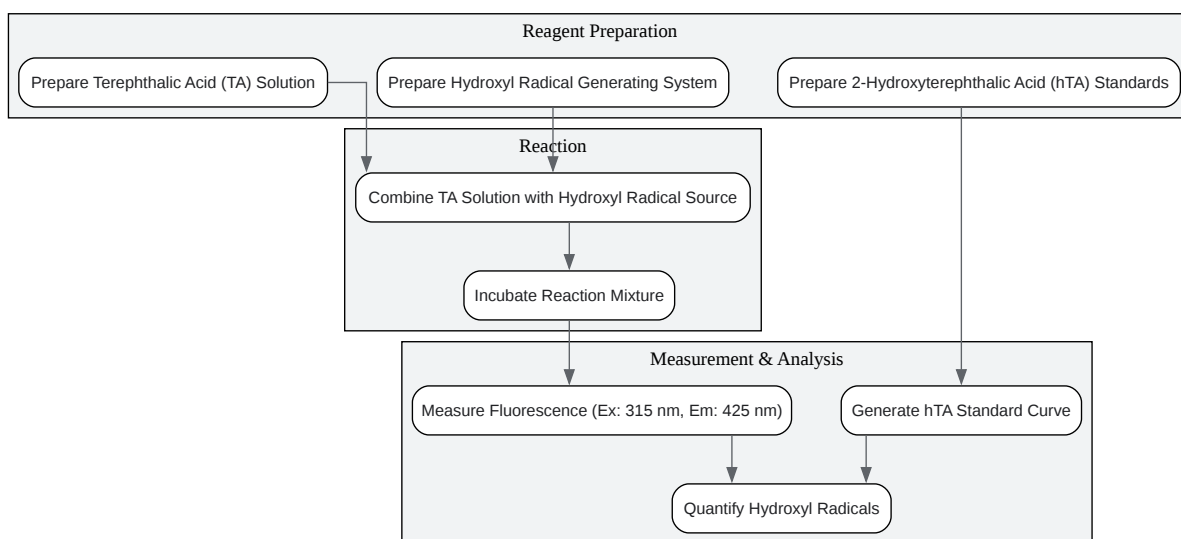 Reagent Preparation
Prepare Terephthalic Acid (TA) Solution
Prepare Hydroxyl Radical Generating System
Prepare 2-Hydroxyterephthalic Acid (hTA) Standards
Reaction
Combine TA Solution with Hydroxyl Radical Source
Incubate Reaction Mixture
Measurement & Analysis
Measure Fluorescence (Ex: 315 nm, Em: 425 nm)
Generate hTA Standard Curve
Quantify Hydroxyl Radicals